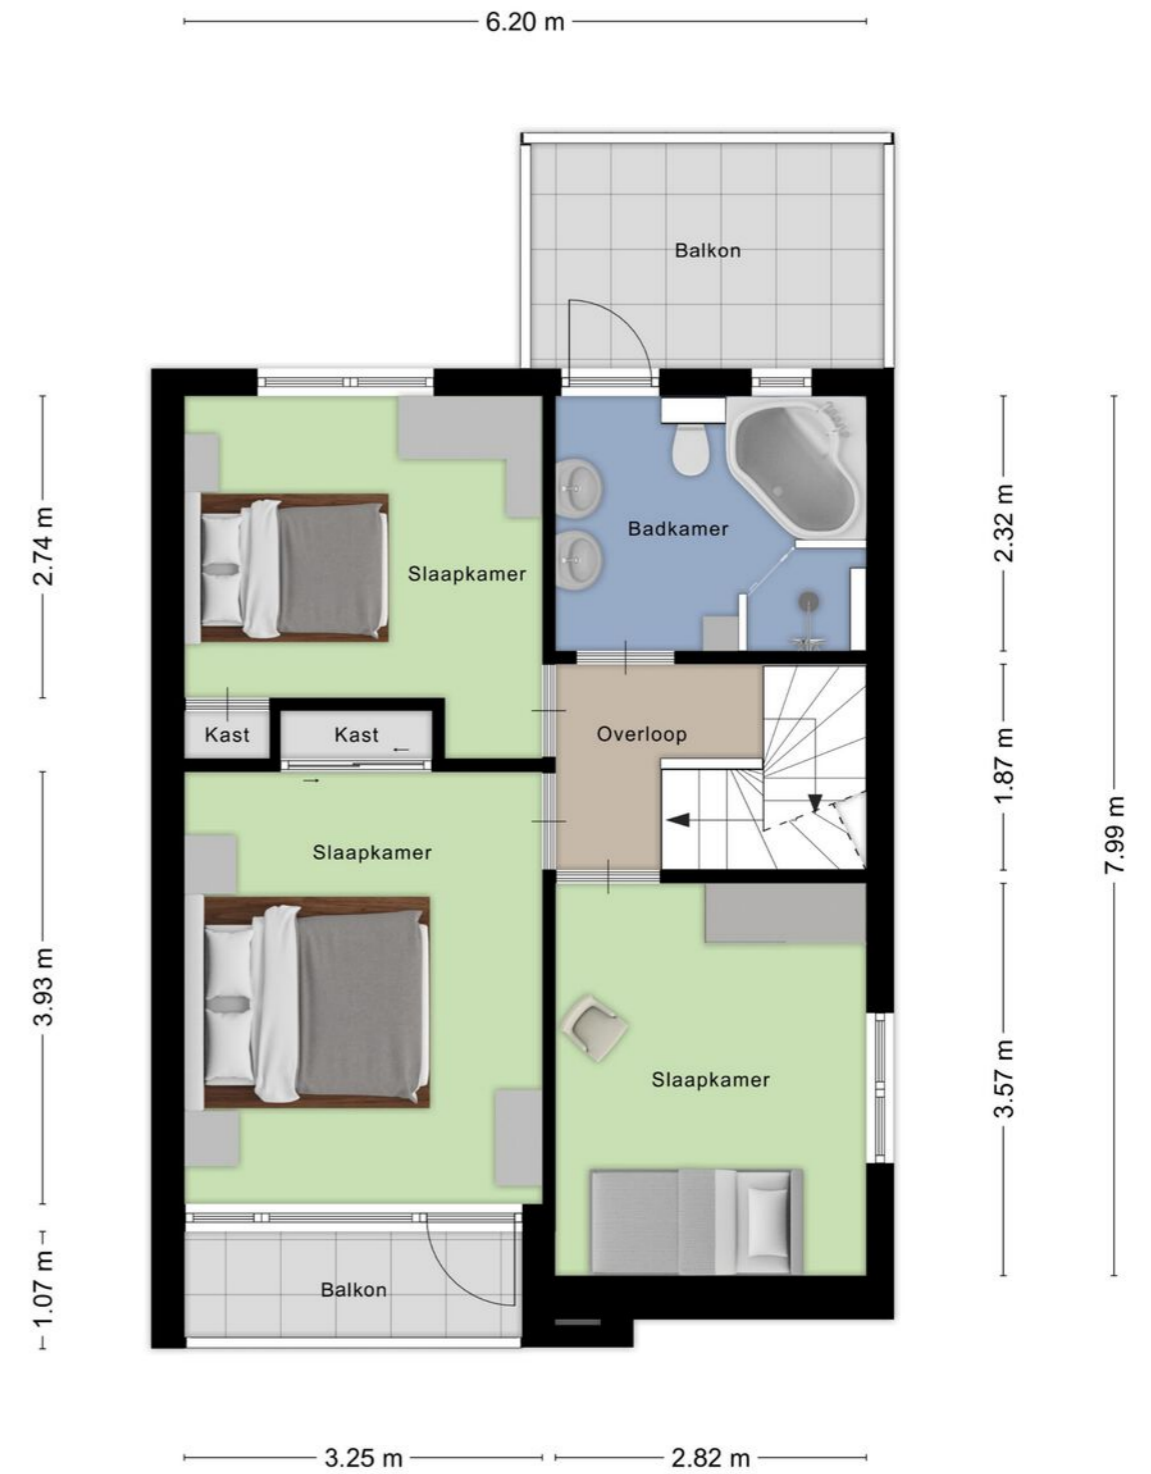 6.20 m
Balkon
2.74 m
2.32 m
Badkamer
Slaapkamer
Kast
Kast
Overloop
1.87 m
7.99 m
Slaapkamer
3.93 m
Slaapkamer
3.57 m
Balkon
1.07 m
3.25 m
2.82 m